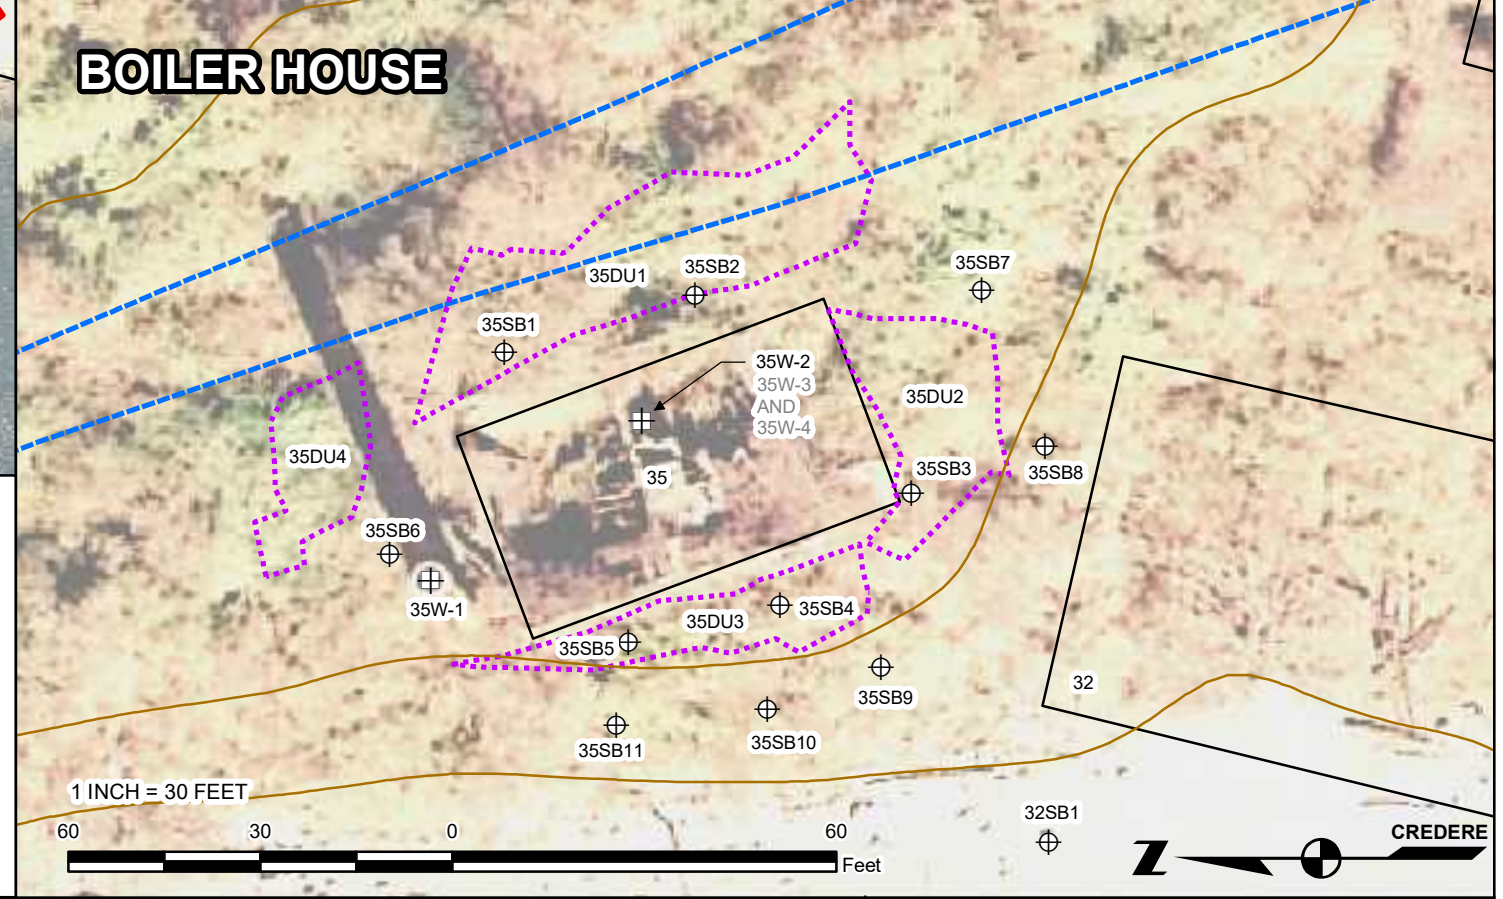 BOILER HOUSE
35SB2
35SB7
35DU1
35SB1
35W-2
35W-3
AND
35W-4
35DU2
35DU4
35
35SB3
35SB8
35SB6
35W-1
35SB4
35DU3
35SB5
32
35SB9
35SB10
35SB11
1 INCH = 30 FEET
60 30 0 60
Feet
32SB1
CREDERE
Z